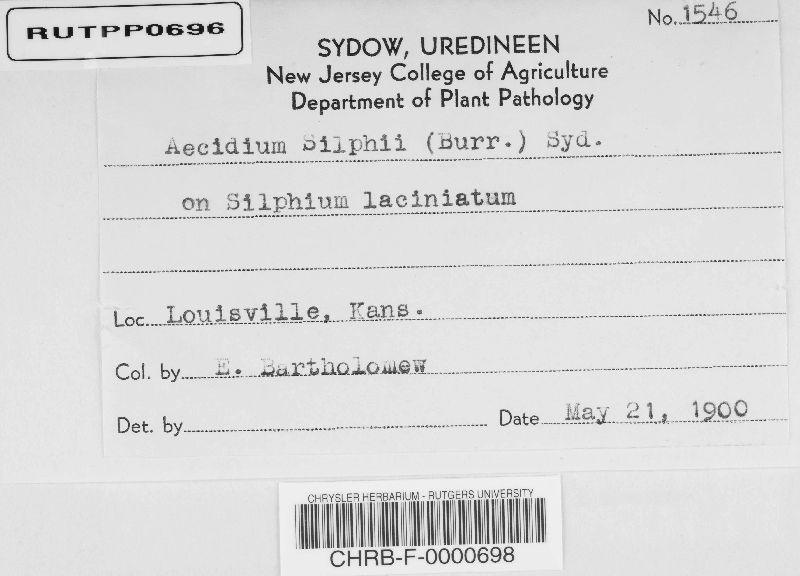 RUTPP0696
No. 1546
SYDOW, UREDINEEN
New Jersey College of Agriculture
Department of Plant Pathology
Aecidium Silphii (Burr.) Syd.
on Silphium laciniatum
Loc. Louisville, Kans.
Col. by E. Bartholomew
Det. by
Date May 21, 1900
CHRYSLER HERBARIUM - RUTGERS UNIVERSITY
CHRB-F-0000698